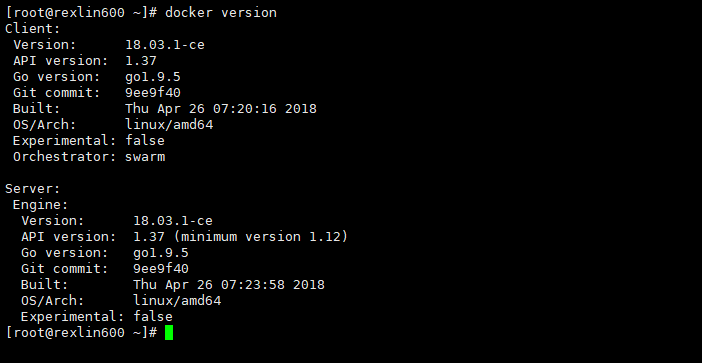 [root@rexlin600 ~]# docker version
Client:
 Version:      18.03.1-ce
 API version:  1.37
 Go version:   go1.9.5
 Git commit:   9ee9f40
 Built:        Thu Apr 26 07:20:16 2018
 OS/Arch:      linux/amd64
 Experimental: false
 Orchestrator: swarm

Server:
 Engine:
  Version:      18.03.1-ce
  API version:  1.37 (minimum version 1.12)
  Go version:   go1.9.5
  Git commit:   9ee9f40
  Built:        Thu Apr 26 07:23:58 2018
  OS/Arch:      linux/amd64
  Experimental: false
[root@rexlin600 ~]#